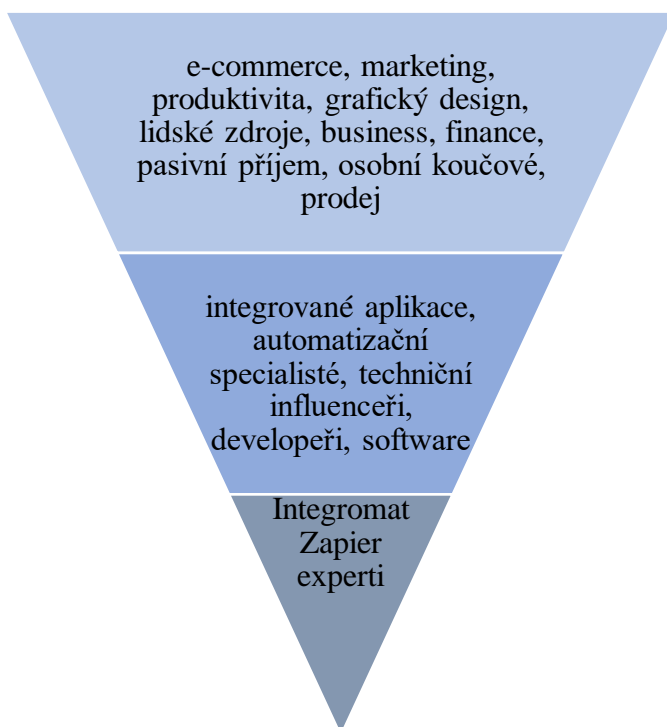 e-commerce, marketing,
produktivita, grafický design,
lidské zdroje, business, finance,
pasivní příjem, osobní koučové,
prodej
integrované aplikace,
automatizační
specialisté, techniční
influenceři,
developeři, software
Integromat
Zapier
experti